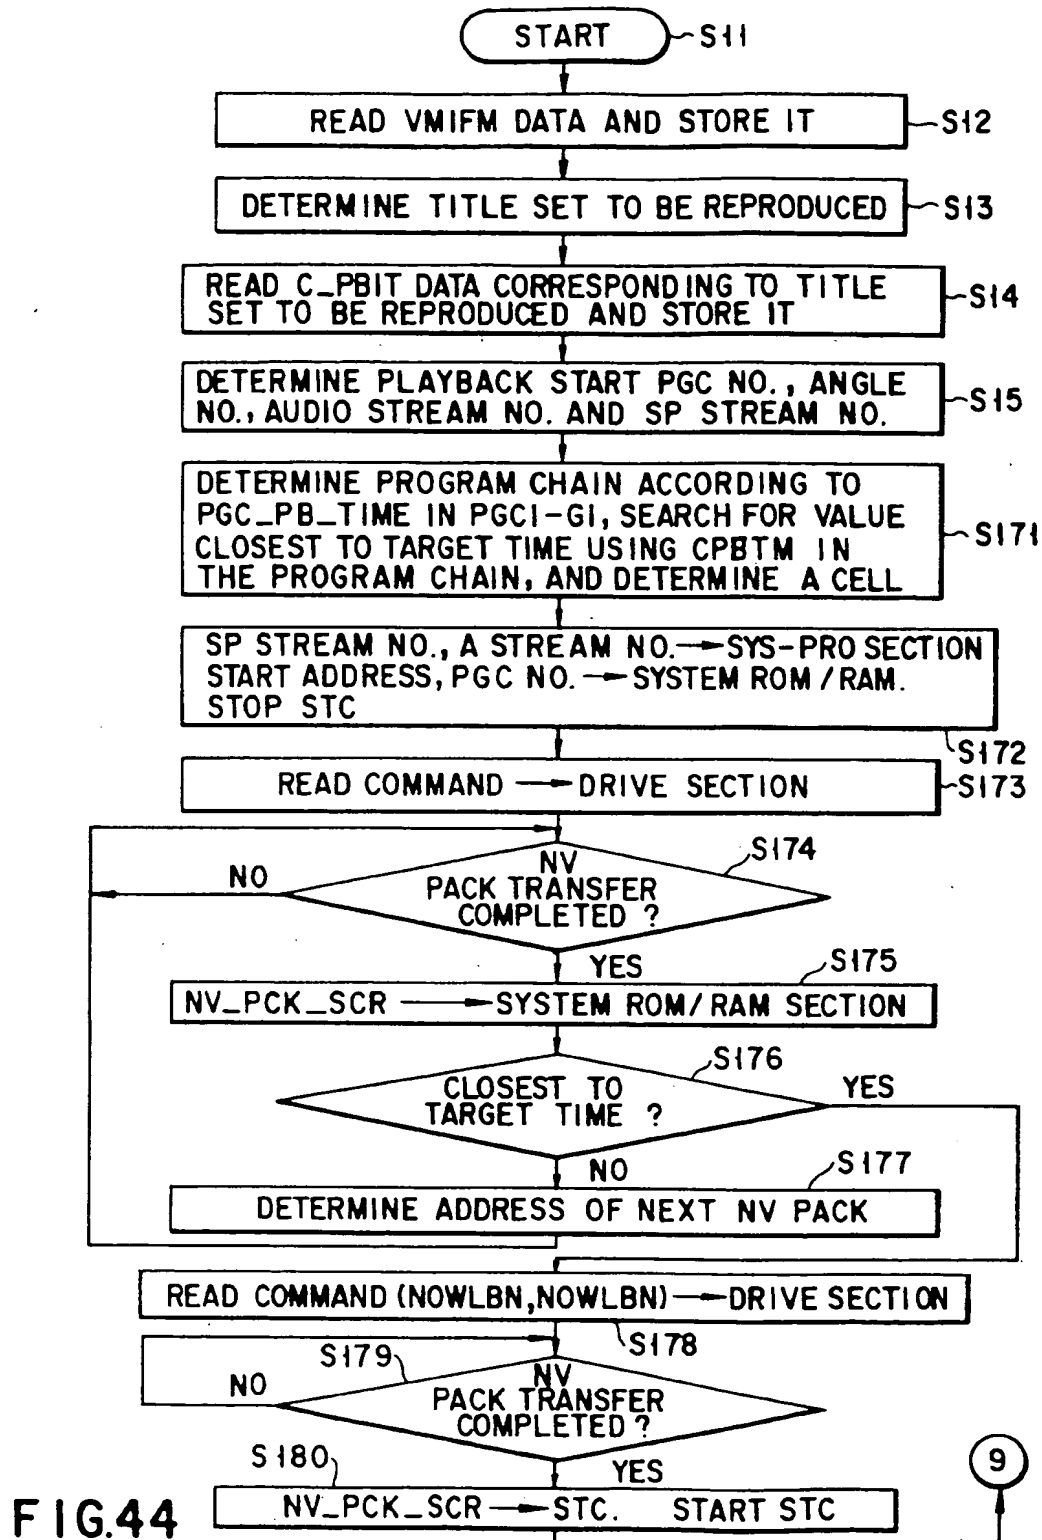 START
S11
READ VMIFM DATA AND STORE IT
S12
DETERMINE TITLE SET TO BE REPRODUCED
S13
READ C_PBIT DATA CORRESPONDING TO TITLE
SET TO BE REPRODUCED AND STORE IT
S14
DETERMINE PLAYBACK START PGC NO., ANGLE
NO., AUDIO STREAM NO. AND SP STREAM NO.
S15
DETERMINE PROGRAM CHAIN ACCORDING TO
PGC_PB_TIME IN PGCI-GI, SEARCH FOR VALUE
CLOSEST TO TARGET TIME USING CPBTM IN
THE PROGRAM CHAIN, AND DETERMINE A CELL
S171
SP STREAM NO., A STREAM NO.→SYS-PRO SECTION
START ADDRESS, PGC NO.→SYSTEM ROM/RAM.
STOP STC
S172
READ COMMAND → DRIVE SECTION
S173
NV
PACK TRANSFER
COMPLETED ?
S174
NO
YES
NV_PCK_SCR → SYSTEM ROM/RAM SECTION
S175
CLOSEST TO
TARGET TIME ?
S176
YES
NO
DETERMINE ADDRESS OF NEXT NV PACK
S177
READ COMMAND (NOWLBN,NOWLBN)→DRIVE SECTION
S178
NV
PACK TRANSFER
COMPLETED ?
S179
NO
YES
S180
NV_PCK_SCR → STC. START STC
9
FIG.44